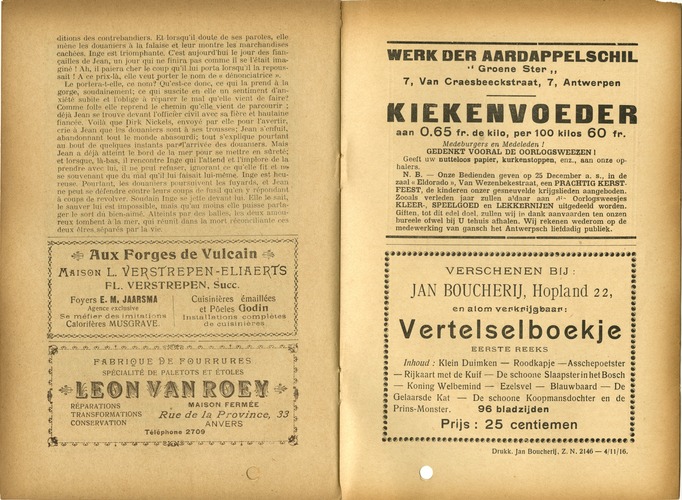 ditions des contrebandiers. Et lorsqu'il doute de ses paroles, elle
mène les douaniers à la falaise et leur montre les marchandises
cachées. Inge est triomphante. C'est aujourd'hui le jour des fian-
çailles de Jean, un jour qui ne finira pas comme il se l'était ima-
giné! Ah, il paiera cher le coup qu'il lui porta lorsqu'il la repous-
sait! A ce prix-là, elle veut porter le nom de « dénonciatrice ».
Le portera-t-elle, ce nom? Qu'est-ce donc, ce qui la prend à la
gorge, soudainement; ce qui suscite en elle un sentiment d'an-
xiété subite et l'oblige à réparer le mal qu'elle vient de faire?
Comme folle elle reprend le chemin qu'elle vient de parcourir;
déjà Jean se trouve devant l'officier civil avec sa fière et hautaine
fiancée. Voilà que Dirk Nickels, envoyé par elle pour l'avertir,
crie à Jean que les douaniers sont à ses trousses; Jean s'enfuit,
abandonnant tout le monde abasourdi; tout s'explique pourtant
au bout de quelques instants par l'arrivée des douaniers. Mais
Jean a déjà atteint le bord de la mer pour se mettre en sûreté;
et lorsque, là-bas, il rencontre Inge qui l'attend et l'implore de la
prendre avec lui, il ne peut refuser, ignorant ce qu'elle fit et ne
se souvenant que du mal qu'il lui faisait lui-même. Inge est heu-
reuse. Pourtant, les douaniers poursuivent les fuyards, et Jean
ne peut se défendre contre leurs coups de fusil qu'en y répondant
à coups de revolver. Soudain Inge se jette devant lui. Elle le sait,
le sauver lui est impossible, mais qu'au moins elle puisse parta-
ger le sort du bien-aimé. Atteints par des balles, les deux amou-
reux tombent à la mer, qui réunit dans la mort réconciliée ces
deux êtres séparés par la vie.
Aux Forges de Vulcain
MAISON L. VERSTREPEN-ELIAERTS
FL. VERSTREPEN, Succ.
Foyers E. M. JAARSMA
Agence exclusive
Se méfier des imitations
Calorifères MUSGRAVE
Cuisinières émaillées
et Poëles Godin
Installations complètes
de cuisinières
FABRIQUE DE FOURRURES
SPÉCIALITÉ DE PALETOTS ET ÉTOLES
LEON VAN ROEY
RÉPARATIONS
TRANSFORMATIONS
CONSERVATION
MAISON FERMÉE
Rue de la Province, 33
ANVERS
Téléphone 2709
WERK DER AARDAPPELSCHIL
" Groene Ster ,,
7, Van Craesbeeckstraat, 7, Antwerpen
KIEKENVOEDER
aan 0.65 fr. de kilo, per 100 kilos 60 fr.
Medeburgers en Medeleden!
GEDENKT VOORAL DE OORLOGSWEEZEN!
Geeft uw nutteloos papier, kurkenstoppen, enz., aan onze op-
halers.
N. B. — Onze Bedienden geven op 25 December a. s., in de
zaal « Eldorado », Van Wezenbekestraat, een PRACHTIG KERST-
FEEST, de kinderen onzer gesneuvelde krijgslieden aangeboden.
Zooals verleden jaar zullen aldaar aan die Oorlogsweesjes
KLEER-, SPEELGOED en LEKKERNIJEN uitgedeeld worden.
Giften, tot dit edel doel, zullen wij in dank aanvaarden ten onzen
bureele ofwel bij U tehuis afhalen. Wij rekenen wederom op de
medewerking van gansch het Antwerpsch liefdadig publiek.
VERSCHENEN BIJ:
JAN BOUCHERIJ, Hopland 22,
en alom verkrijgbaar:
Vertelselboekje
EERSTE REEKS
Inhoud: Klein Duimken — Roodkapje — Asschepoetster
— Rijkaart met de Kuif — De schoone Slaapster in het Bosch
— Koning Welbemind — Ezelsvel — Blauwbaard — De
Gelaarsde Kat — De schoone Koopmansdochter en de
Prins-Monster. 96 bladzijden
Prijs: 25 centiemen
Drukk. Jan Boucherij, Z. N. 2146 — 4/11/16.